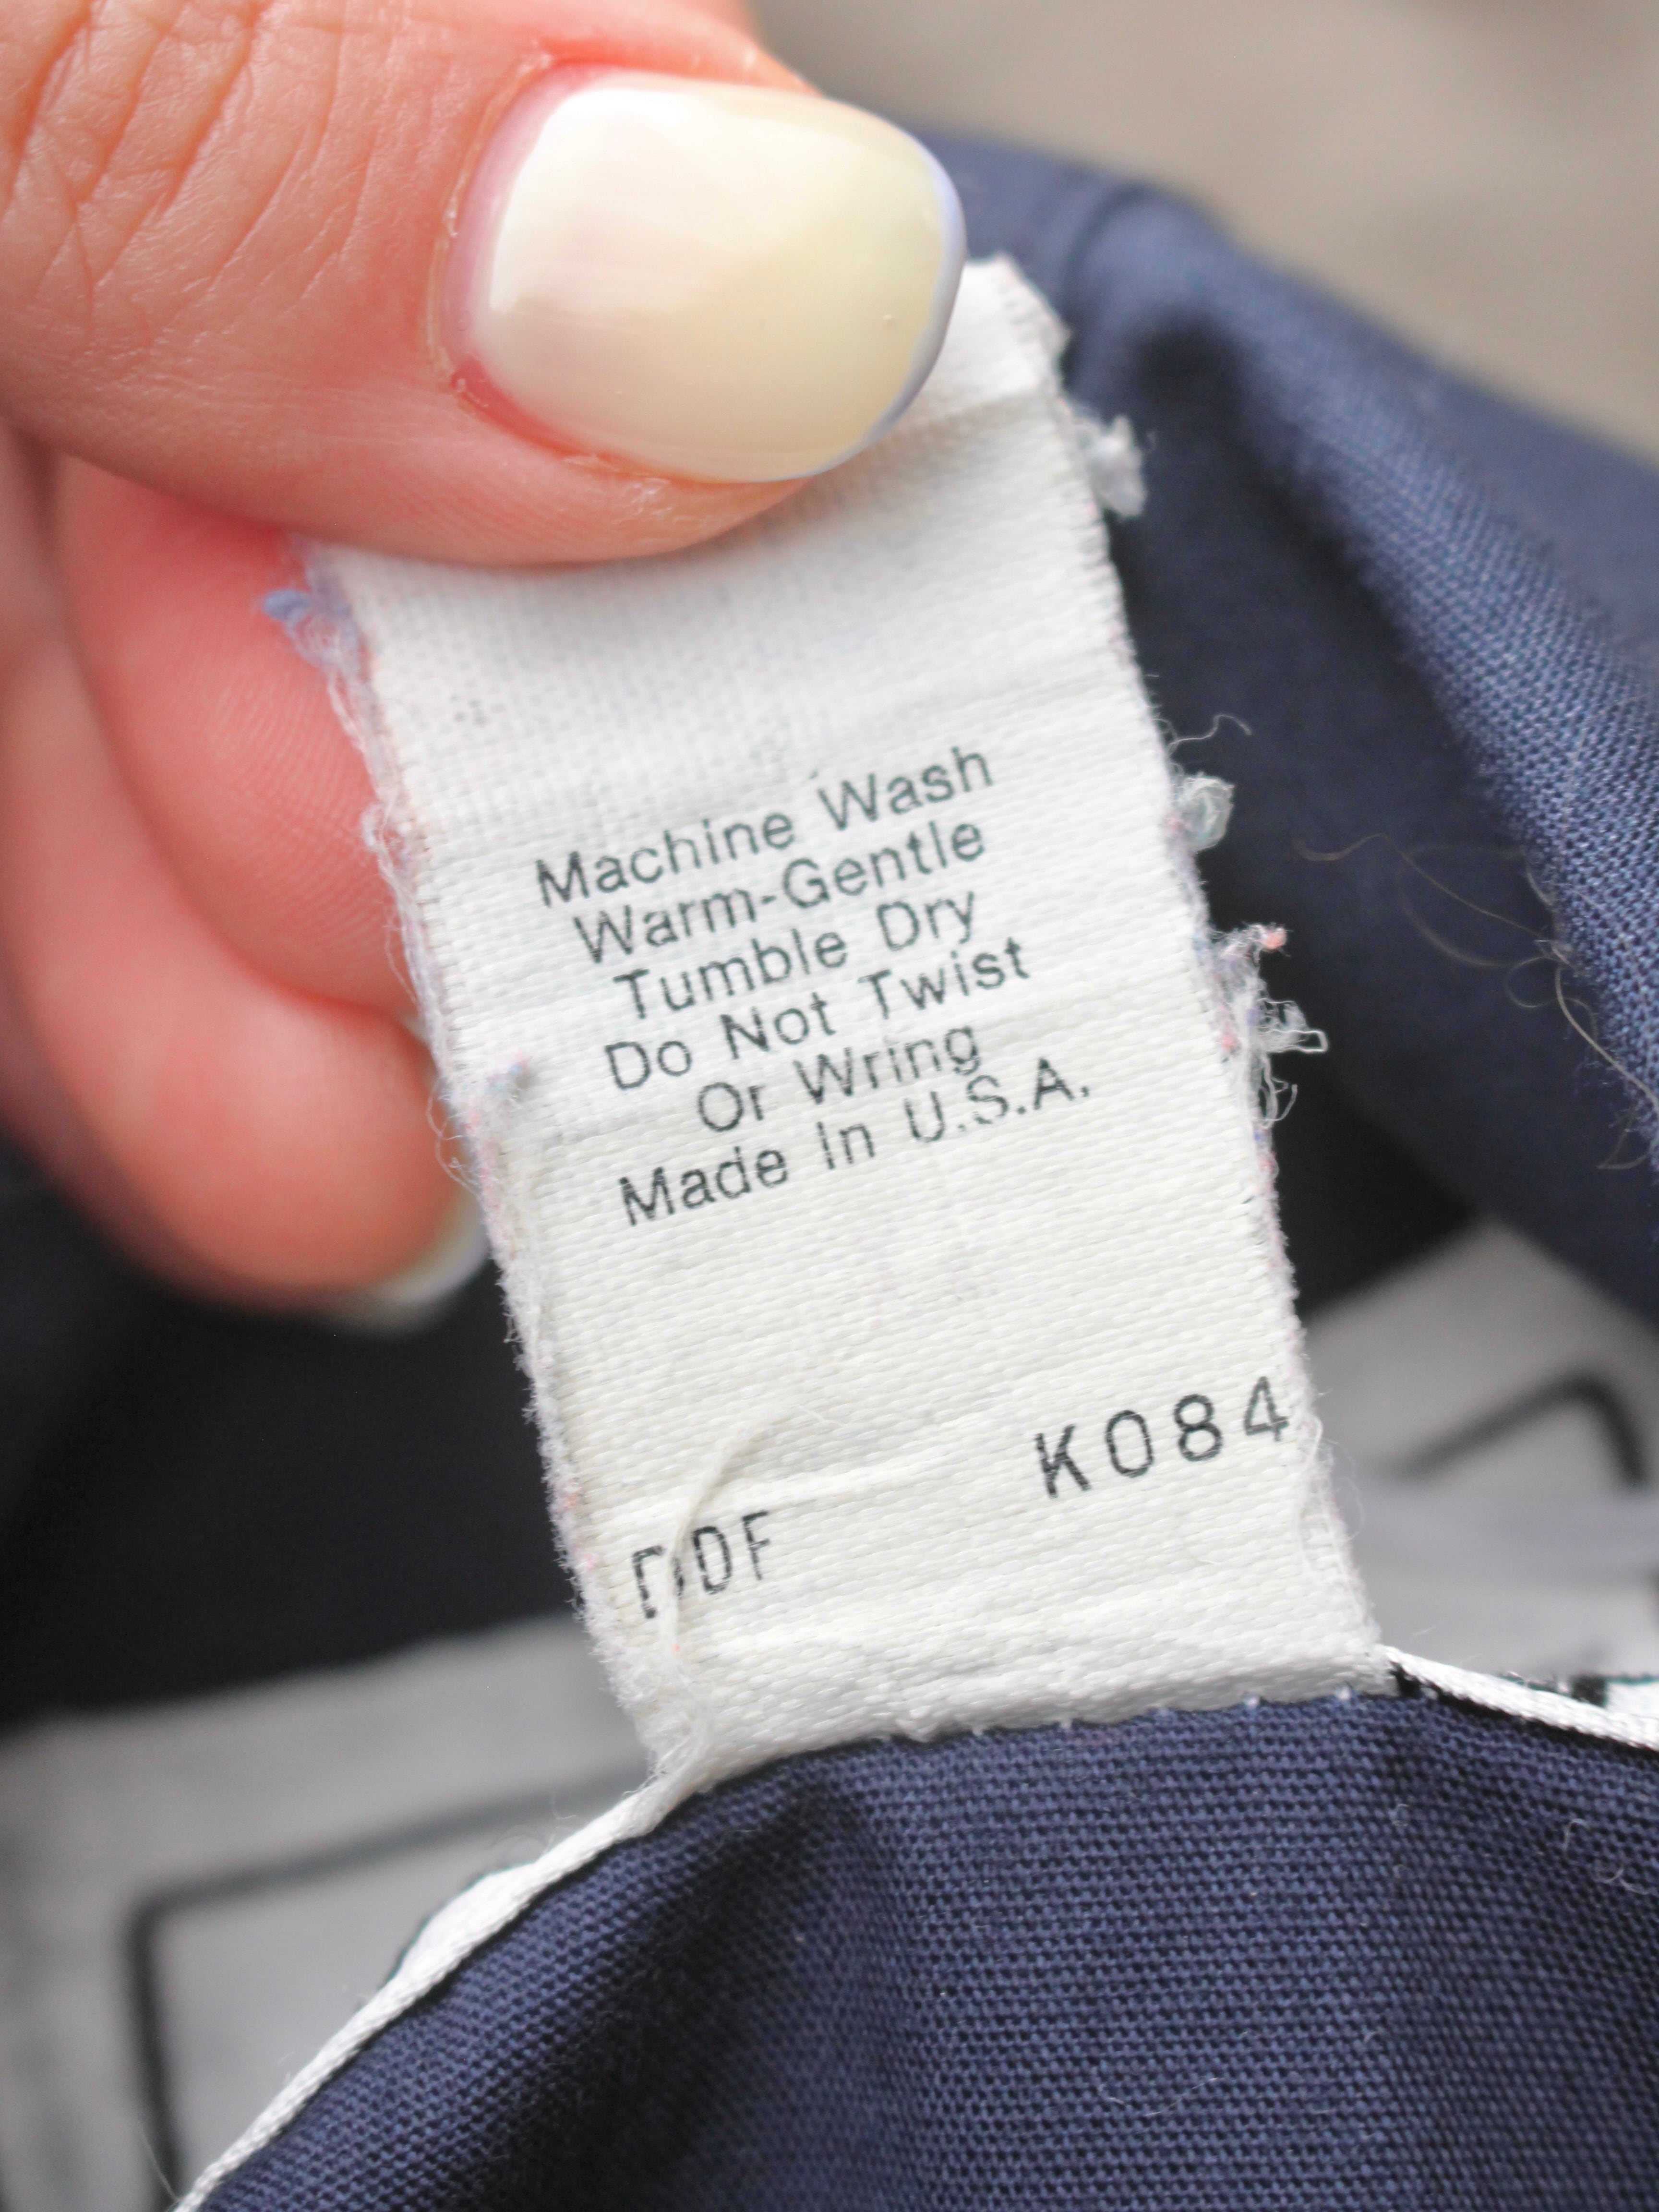 Machine Wash
Warm-Gentle
Tumble Dry
Do Not Twist
Or Wring
Made In U.S.A.
K084